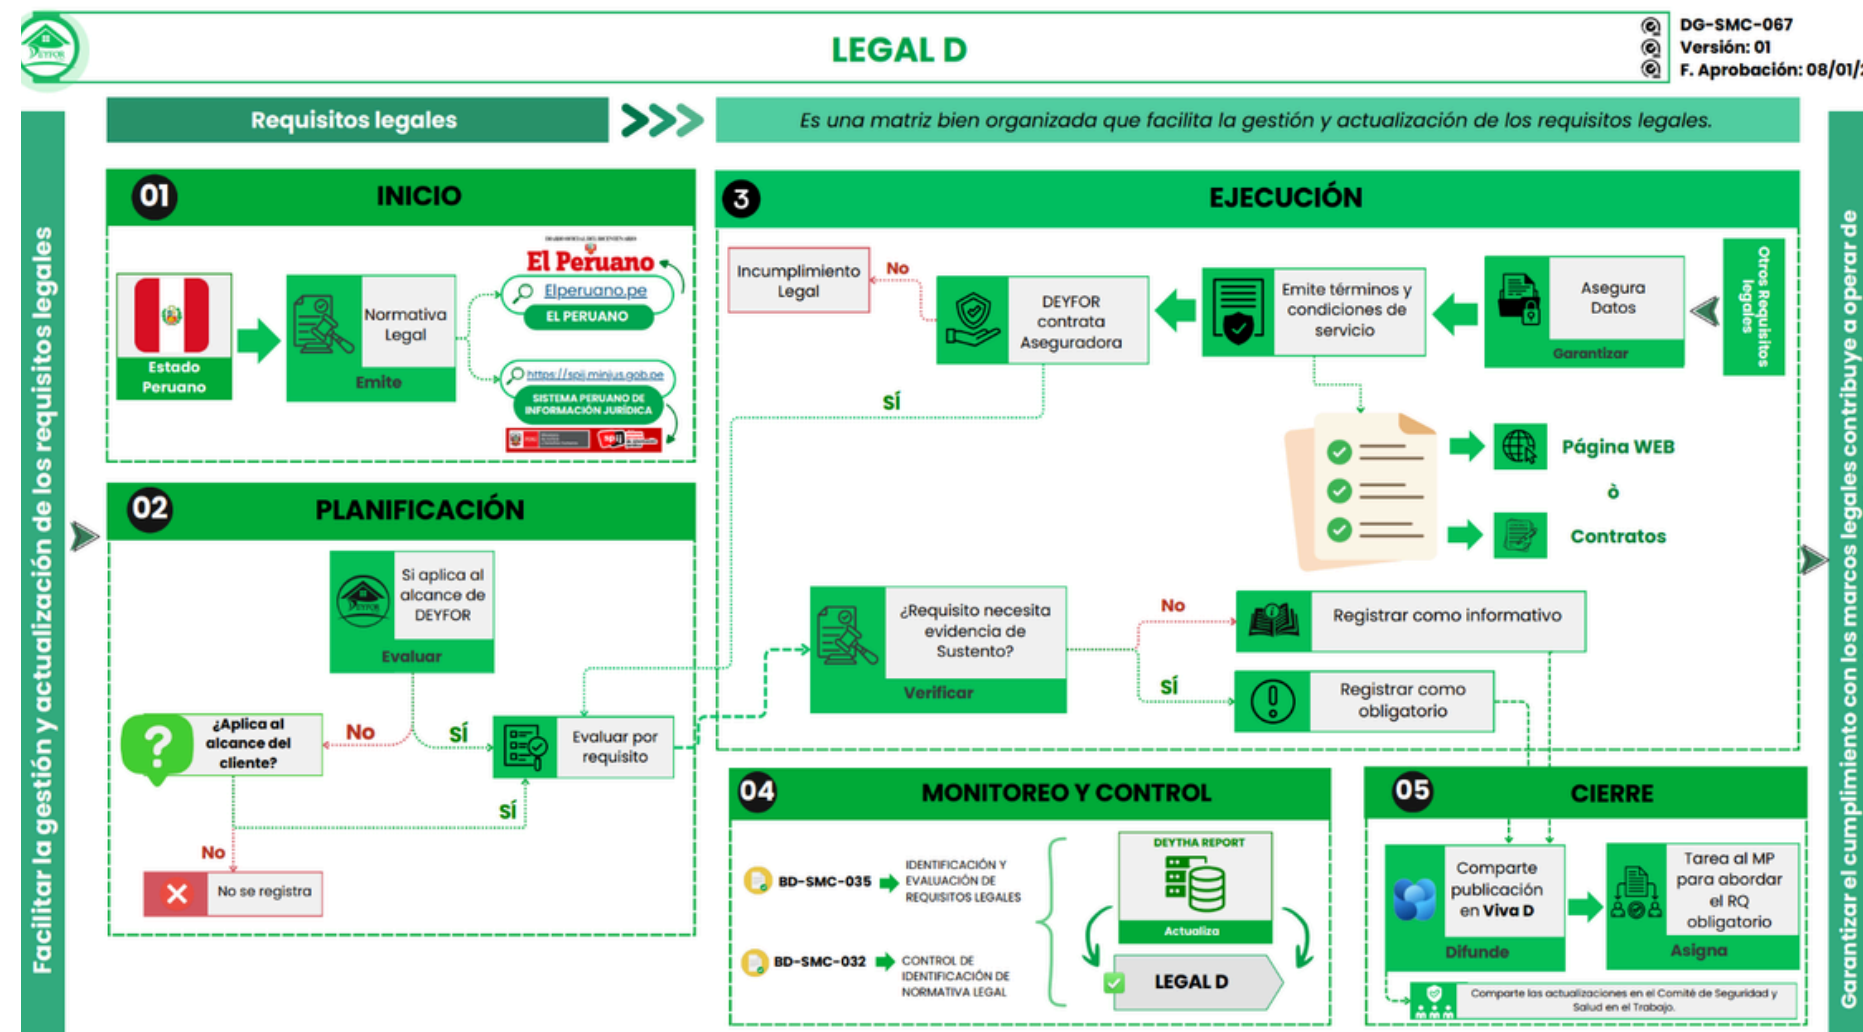 DEYFOR
LEGAL D
DG-SMC-067
Versión: 01
F. Aprobación: 08/01/2
Facilitar la gestión y actualización de los requisitos legales
Requisitos legales
Es una matriz bien organizada que facilita la gestión y actualización de los requisitos legales.
01
INICIO
Estado
Peruano
Normativa
Legal
Emite
El Peruano
Elperuano.pe
EL PERUANO
https://spij.minjus.gob.pe
SISTEMA PERUANO DE
INFORMACIÓN JURÍDICA
PERÚ
spij
02
PLANIFICACIÓN
DEYFOR
Si aplica al
alcance de
DEYFOR
Evaluar
¿Aplica al
alcance del
cliente?
No
SÍ
Evaluar por
requisito
SÍ
No
No se registra
3
EJECUCIÓN
Incumplimiento
Legal
No
DEYFOR
contrata
Aseguradora
SÍ
Emite términos y
condiciones de
servicio
Asegura
Datos
Garantizar
Otros Requisitos
legales
Página WEB
ò
Contratos
¿Requisito necesita
evidencia de
Sustento?
Verificar
No
Registrar como informativo
SÍ
Registrar como
obligatorio
04
MONITOREO Y CONTROL
BD-SMC-035
IDENTIFICACIÓN Y
EVALUACIÓN DE
REQUISITOS LEGALES
BD-SMC-032
CONTROL DE
IDENTIFICACIÓN DE
NORMATIVA LEGAL
DEYTHA REPORT
Actualiza
LEGAL D
05
CIERRE
Comparte
publicación
en Viva D
Difunde
Tarea al MP
para abordar
el RQ
obligatorio
Asigna
Comparte las actualizaciones en el Comité de Seguridad y
Salud en el Trabajo.
Garantizar el cumplimiento con los marcos legales contribuye a operar de